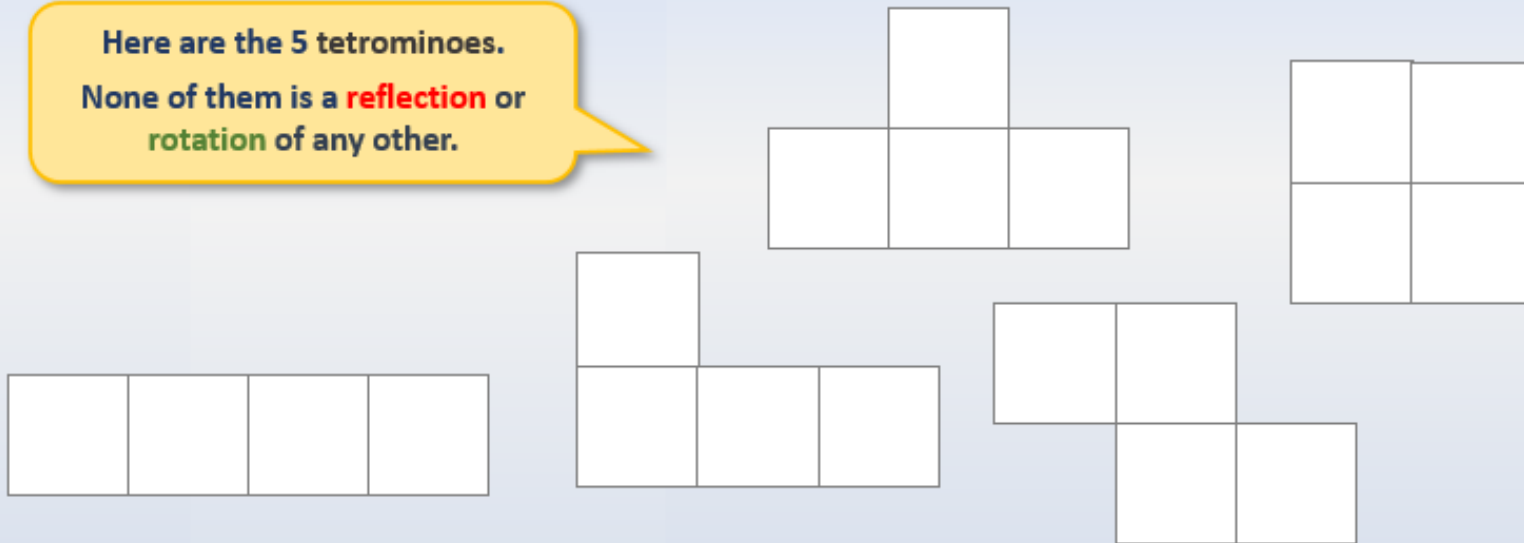 Here are the 5 tetrominoes.
None of them is a reflection or
rotation of any other.